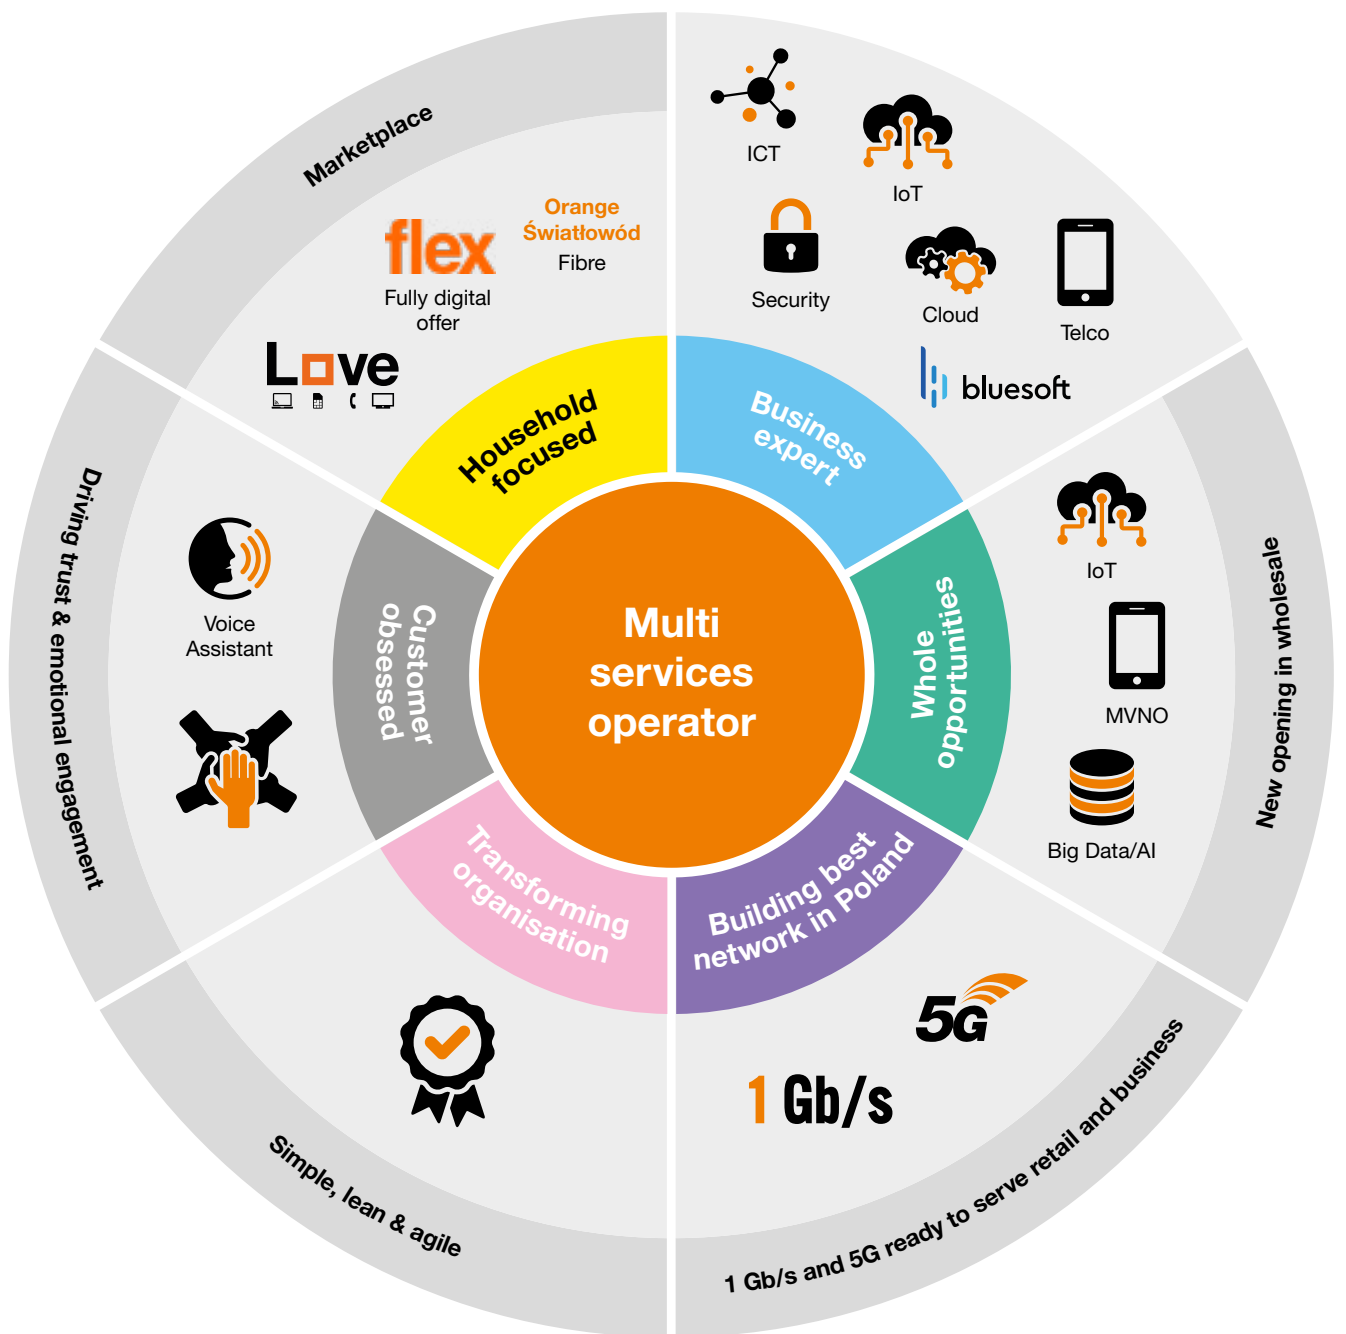 Marketplace
Orange
Światłowód
Fibre
flex
Fully digital
offer
Love
Household
focused
ICT
IoT
Security
Cloud
Telco
bluesoft
Business
expert
IoT
MVNO
Big Data/AI
Whole
opportunities
New opening in wholesale
Building best
network in Poland
5G
1 Gb/s
1 Gb/s and 5G ready to serve retail and business
Transforming
organisation
Simple, lean & agile
Customer
obsessed
Voice
Assistant
Driving trust & emotional engagement
Multi
services
operator